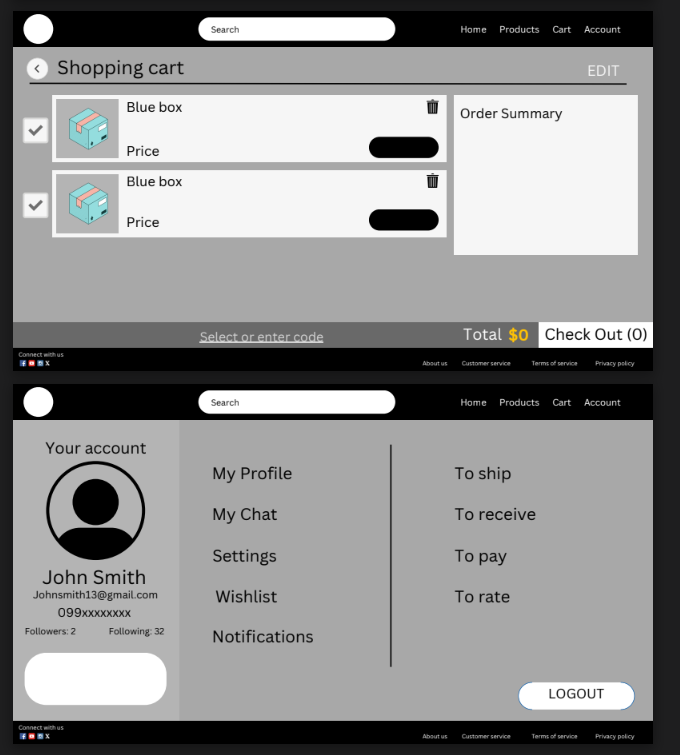 Search
Home Products Cart Account
Shopping cart
EDIT
Blue box
Price
Order Summary
Blue box
Price
Select or enter code
Total $0 Check Out (0)
Connect with us
About us Customer service Terms of service Privacy policy
Search
Home Products Cart Account
Your account
John Smith
Johnsmith13@gmail.com
099xxxxxxxx
Followers: 2 Following: 32
My Profile
My Chat
Settings
Wishlist
Notifications
To ship
To receive
To pay
To rate
LOGOUT
Connect with us
About us Customer service Terms of service Privacy policy